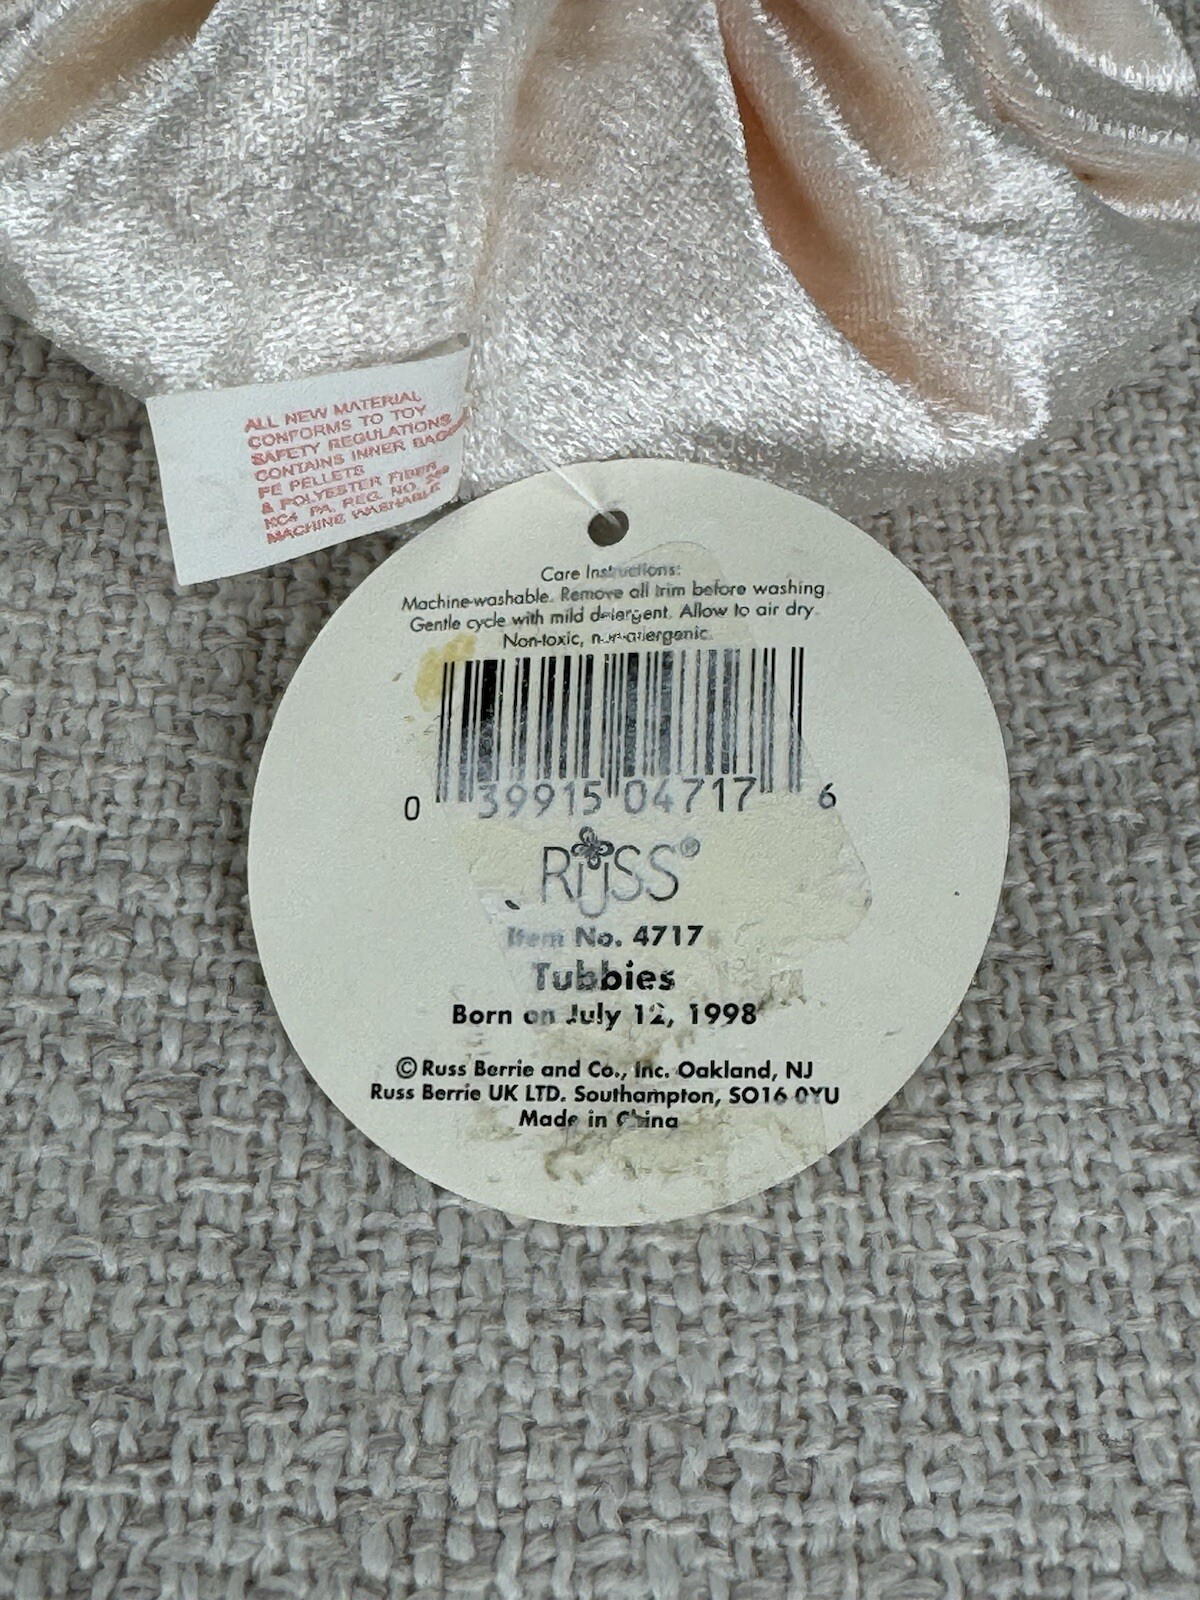 ALL NEW MATERIAL
CONFORMS TO TOY
SAFETY REGULATIONS
CONTAINS INNER
PE PELLETS
& POLYESTER FIBER
PA. REG. NO.
MACHINE WASHABLE
Care Instructions:
Machine-washable. Remove all trim before washing.
Gentle cycle with mild detergent. Allow to air dry.
Non-toxic, non-allergenic.
0 39915 04717 6
RUSS®
Item No. 4717
Tubbies
Born on July 12, 1998
© Russ Berrie and Co., Inc. Oakland, NJ
Russ Berrie UK LTD. Southampton, SO16 0YU
Made in China